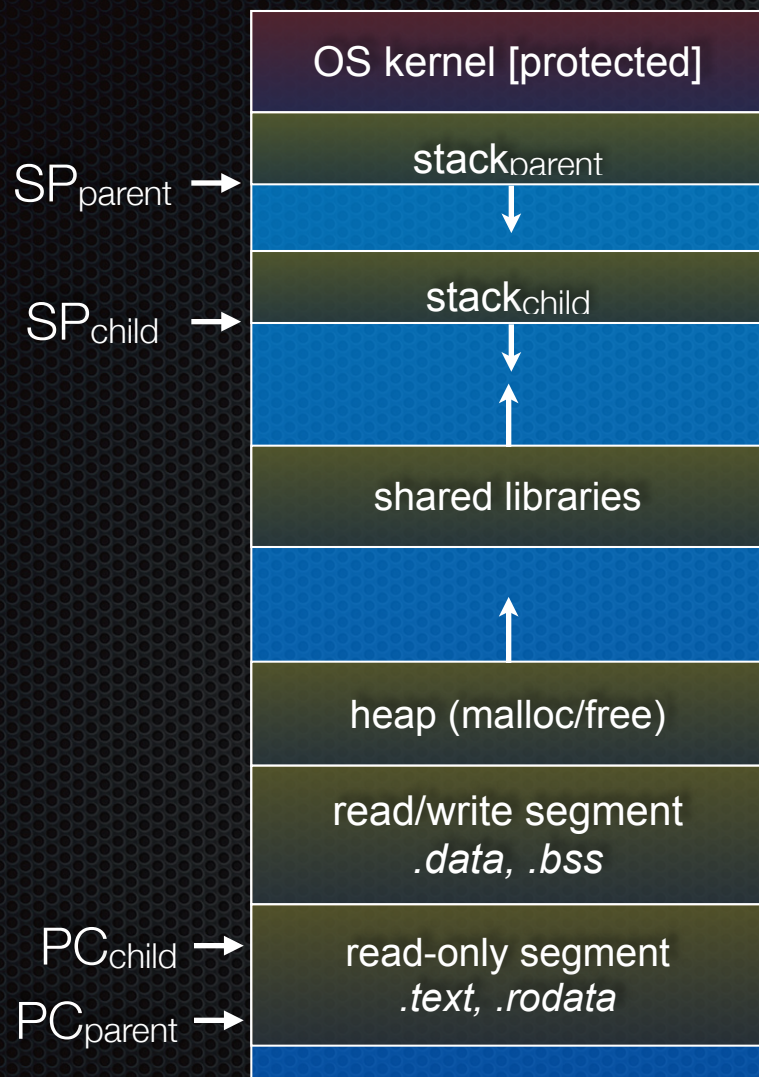 OS kernel [protected]
stackparent
SPparent
stackchild
SPchild
shared libraries
heap (malloc/free)
read/write segment
.data, .bss
PCchild
read-only segment
.text, .rodata
PCparent